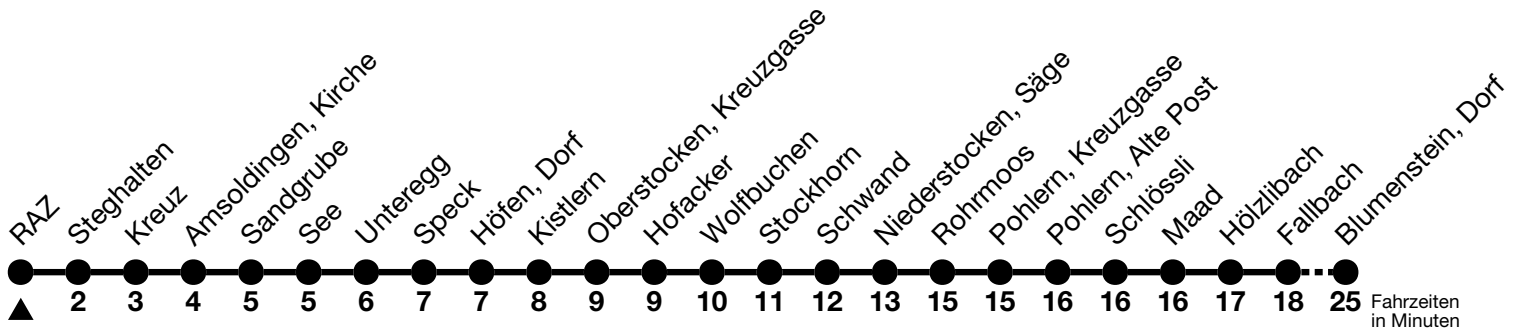 RAZ
Steghalten
Kreuz
Amsoldingen, Kirche
Sandgrube
See
Unteregg
Speck
Höfen, Dorf
Kistlern
Oberstocken, Kreuzgasse
Hofacker
Wolfbuchen
Stockhorn
Schwand
Niederstocken, Säge
Rohrmoos
Pohlern, Kreuzgasse
Pohlern, Alte Post
Schlössli
Maad
Hölzlibach
Fallbach
Blumenstein, Dorf
2 3 4 5 5 6 7 7 8 9 9 10 11 12 13 15 15 16 16 16 17 18 25
Fahrzeiten
in Minuten